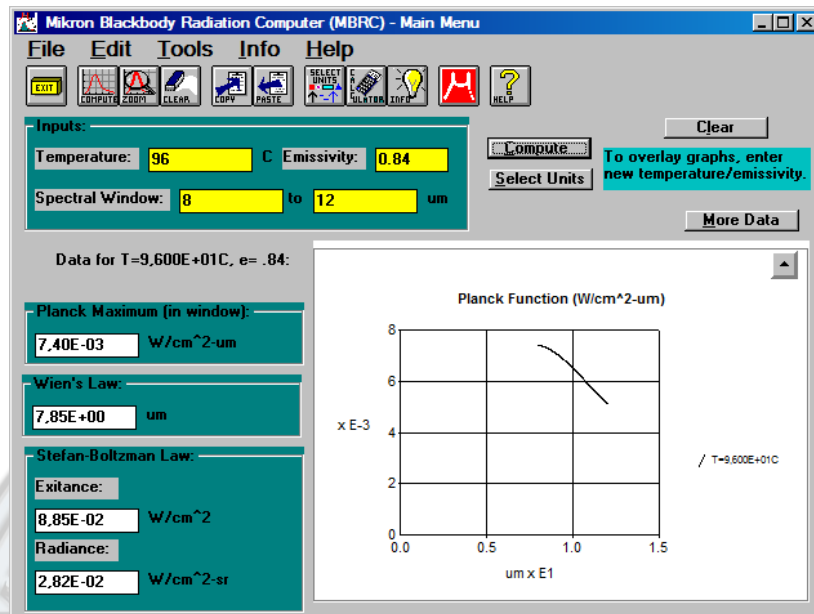 Mikron Blackbody Radiation Computer (MBRC) - Main Menu
File Edit Tools Info Help
EXIT COMPUTE ZOOM CLEAR COPY PASTE SELECT UNITS CALCULATOR INFO HELP
Inputs:
Temperature: 96 C Emissivity: 0.84
Spectral Window: 8 to 12 um
Compute
Select Units
Clear
To overlay graphs, enter
new temperature/emissivity.
More Data
Data for T=9,600E+01C, e= .84:
Planck Maximum (in window):
7,40E-03 W/cm^2-um
Wien's Law:
7,85E+00 um
Stefan-Boltzman Law:
Exitance:
8,85E-02 W/cm^2
Radiance:
2,82E-02 W/cm^2-sr
Planck Function (W/cm^2-um)
8
6
x E-3
4
2
0
0.0 0.5 1.0 1.5
um x E1
T=9,600E+01C